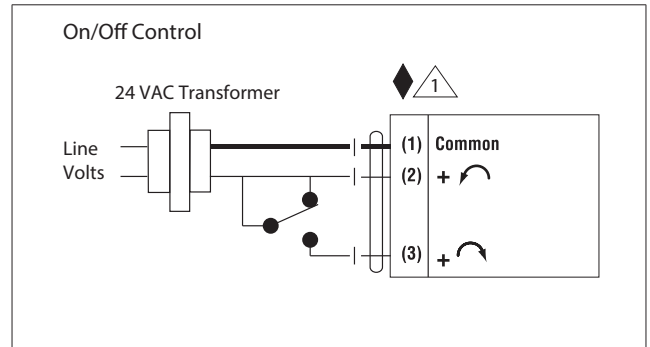 On/Off Control
24 VAC Transformer
1
Line
Volts
(1) Common
(2) +
(3) +